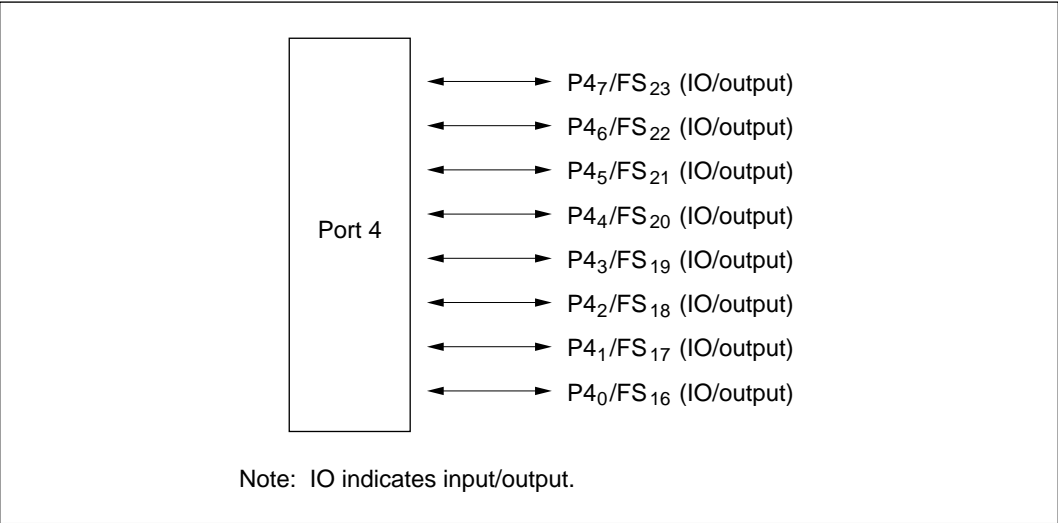 P4₇/FS₂₃ (IO/output)
P4₆/FS₂₂ (IO/output)
P4₅/FS₂₁ (IO/output)
P4₄/FS₂₀ (IO/output)
Port 4
P4₃/FS₁₉ (IO/output)
P4₂/FS₁₈ (IO/output)
P4₁/FS₁₇ (IO/output)
P4₀/FS₁₆ (IO/output)
Note: IO indicates input/output.